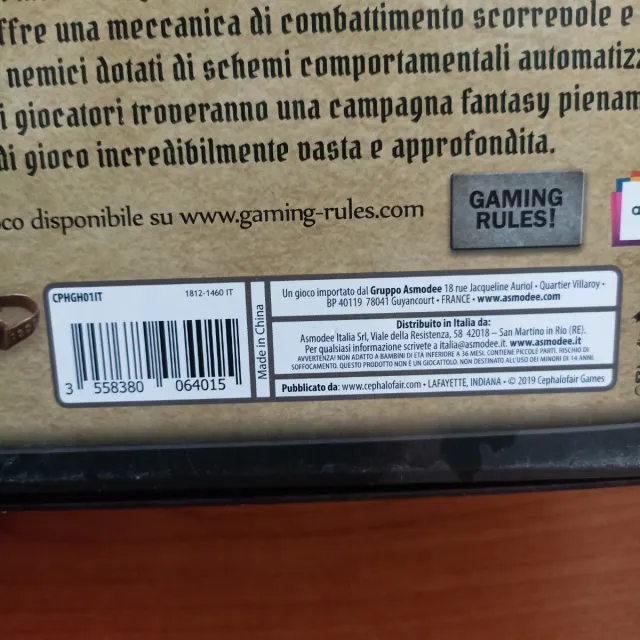 ffre una meccanica di combattimento scorrevole e
nemici dotati di schemi comportamentali automatizz
i giocatori troveranno una campagna fantasy pienam
di gioco incredibilmente vasta e approfondita.
oco disponibile su www.gaming-rules.com
GAMING
RULES!
CPHGH01IT
1812-1460 IT
3 558380 064015
Made in China
Un gioco importato dal Gruppo Asmodee 18 rue Jacqueline Auriol • Quartier Villaroy •
BP 40119 78041 Guyancourt • FRANCE • www.asmodee.com
Distribuito in Italia da:
Asmodee Italia Srl, Viale della Resistenza, 58 42018 – San Martino in Rio (RE).
Per qualsiasi informazione scrivete a italia@asmodee.it www.asmodee.it
AVVERTENZA! NON ADATTO A BAMBINI DI ETÀ INFERIORE A 36 MESI. CONTIENE PICCOLE PARTI. RISCHIO DI
SOFFOCAMENTO. QUESTO PRODOTTO NON È UN GIOCATTOLO. NON DESTINATO ALL'USO DEI MINORI DI 14 ANNI.
Pubblicato da: www.cephalofair.com • LAFAYETTE, INDIANA • © 2019 Cephalofair Games